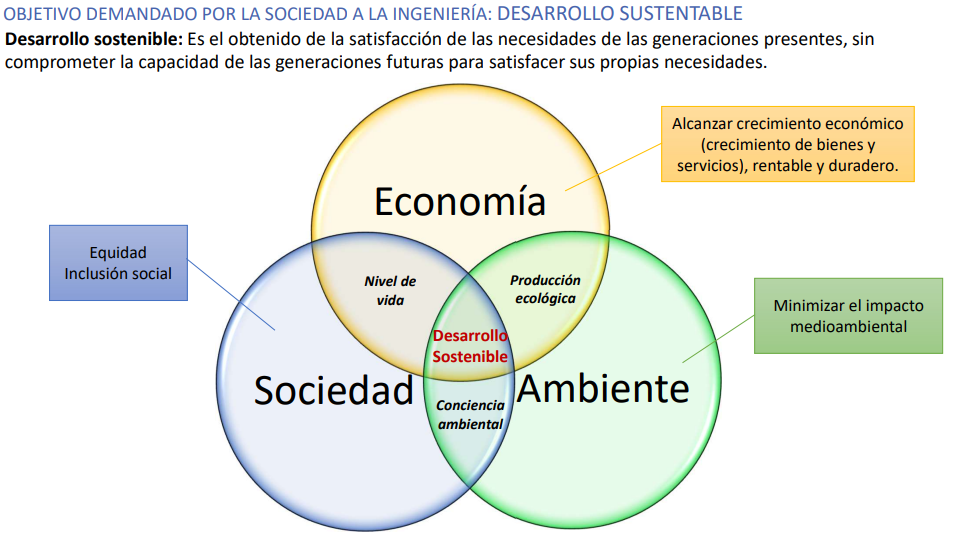 OBJETIVO DEMANDADO POR LA SOCIEDAD A LA INGENIERÍA: DESARROLLO SUSTENTABLE
Desarrollo sostenible: Es el obtenido de la satisfacción de las necesidades de las generaciones presentes, sin
comprometer la capacidad de las generaciones futuras para satisfacer sus propias necesidades.
Alcanzar crecimiento económico
(crecimiento de bienes y
servicios), rentable y duradero.
Economía
Equidad
Inclusión social
Nivel de
vida
Producción
ecológica
Minimizar el impacto
medioambiental
Desarrollo
Sostenible
Sociedad
Ambiente
Conciencia
ambiental